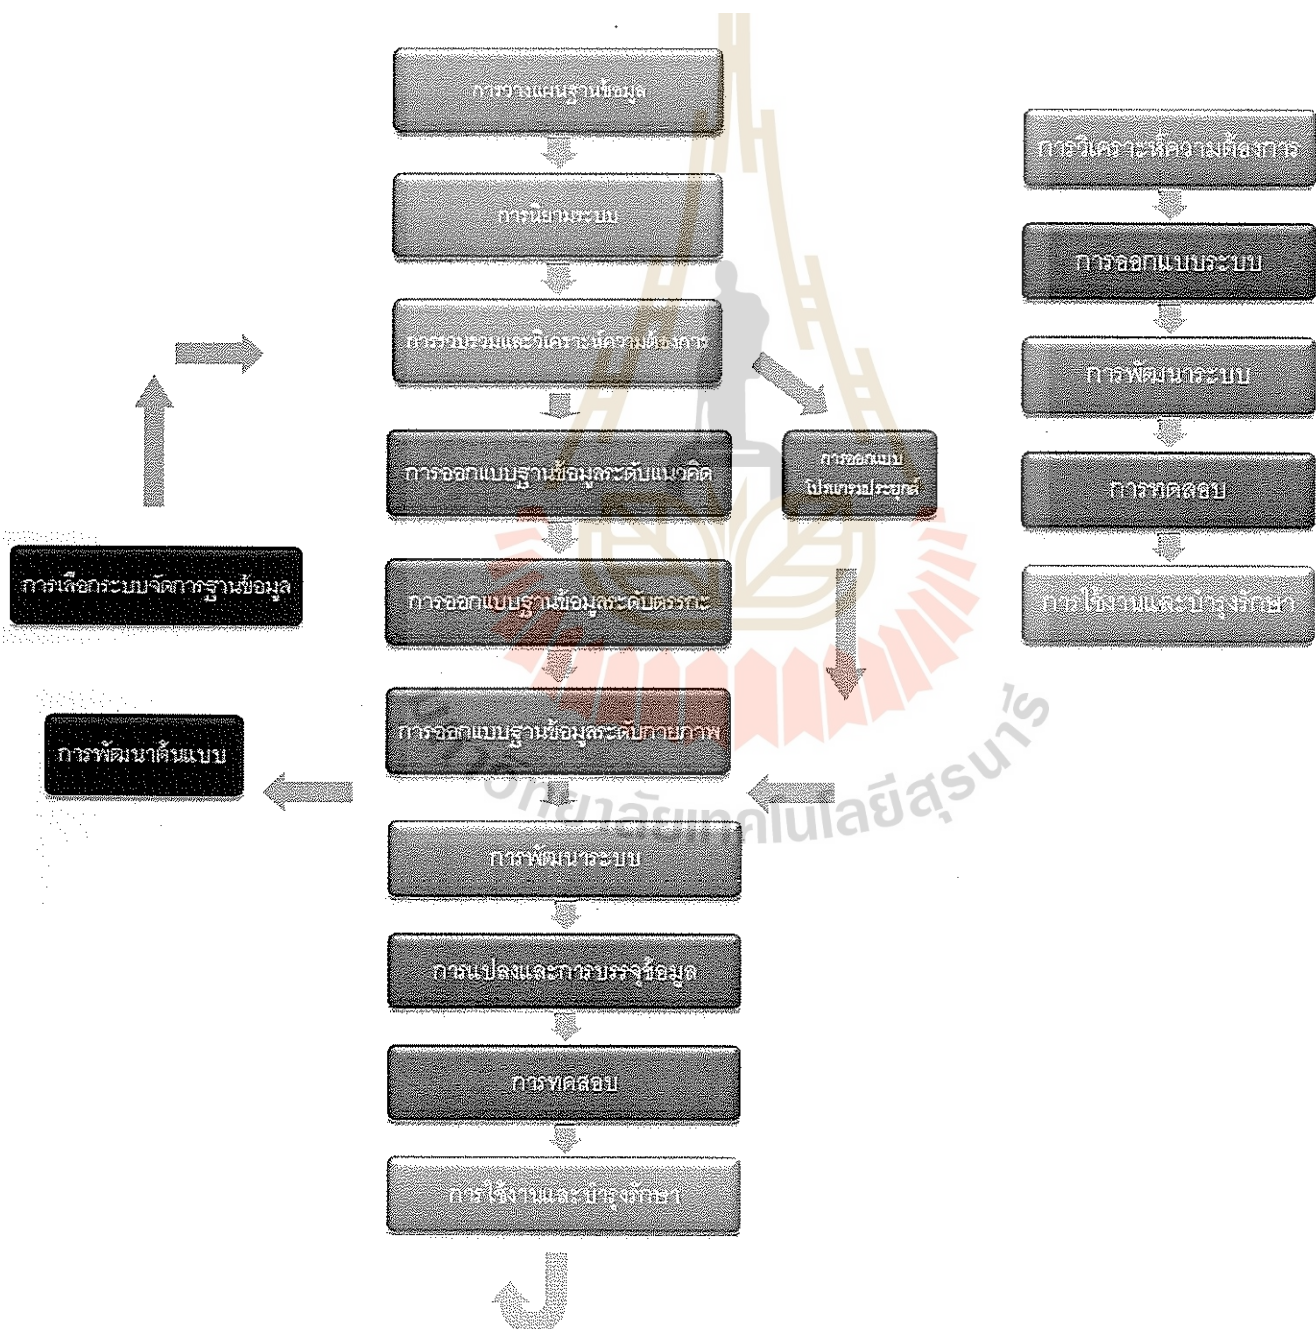 การวางแผนฐานข้อมูล
การนิยามระบบ
การรวบรวมและวิเคราะห์ความต้องการ
การออกแบบฐานข้อมูลระดับแนวคิด
การออกแบบ
โปรแกรมประยุกต์
การเลือกระบบจัดการฐานข้อมูล
การออกแบบฐานข้อมูลระดับตรรกะ
การพัฒนาต้นแบบ
การออกแบบฐานข้อมูลระดับกายภาพ
การพัฒนาระบบ
การแปลงและการบรรจุข้อมูล
การทดสอบ
การใช้งานและบำรุงรักษา
การวิเคราะห์ความต้องการ
การออกแบบระบบ
การพัฒนาระบบ
การทดสอบ
การใช้งานและบำรุงรักษา
มหาวิทยาลัยเทคโนโลยีสุรนารี